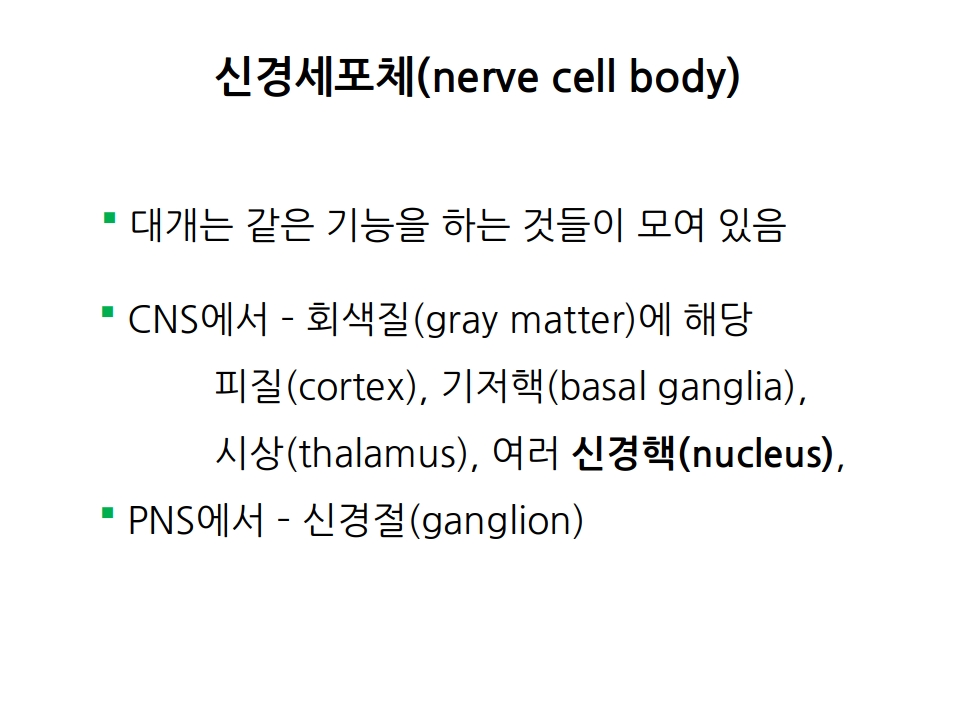 신경세포체(nerve cell body)
▪ 대개는 같은 기능을 하는 것들이 모여 있음
▪ CNS에서 - 회색질(gray matter)에 해당
피질(cortex), 기저핵(basal ganglia),
시상(thalamus), 여러 신경핵(nucleus),
▪ PNS에서 - 신경절(ganglion)